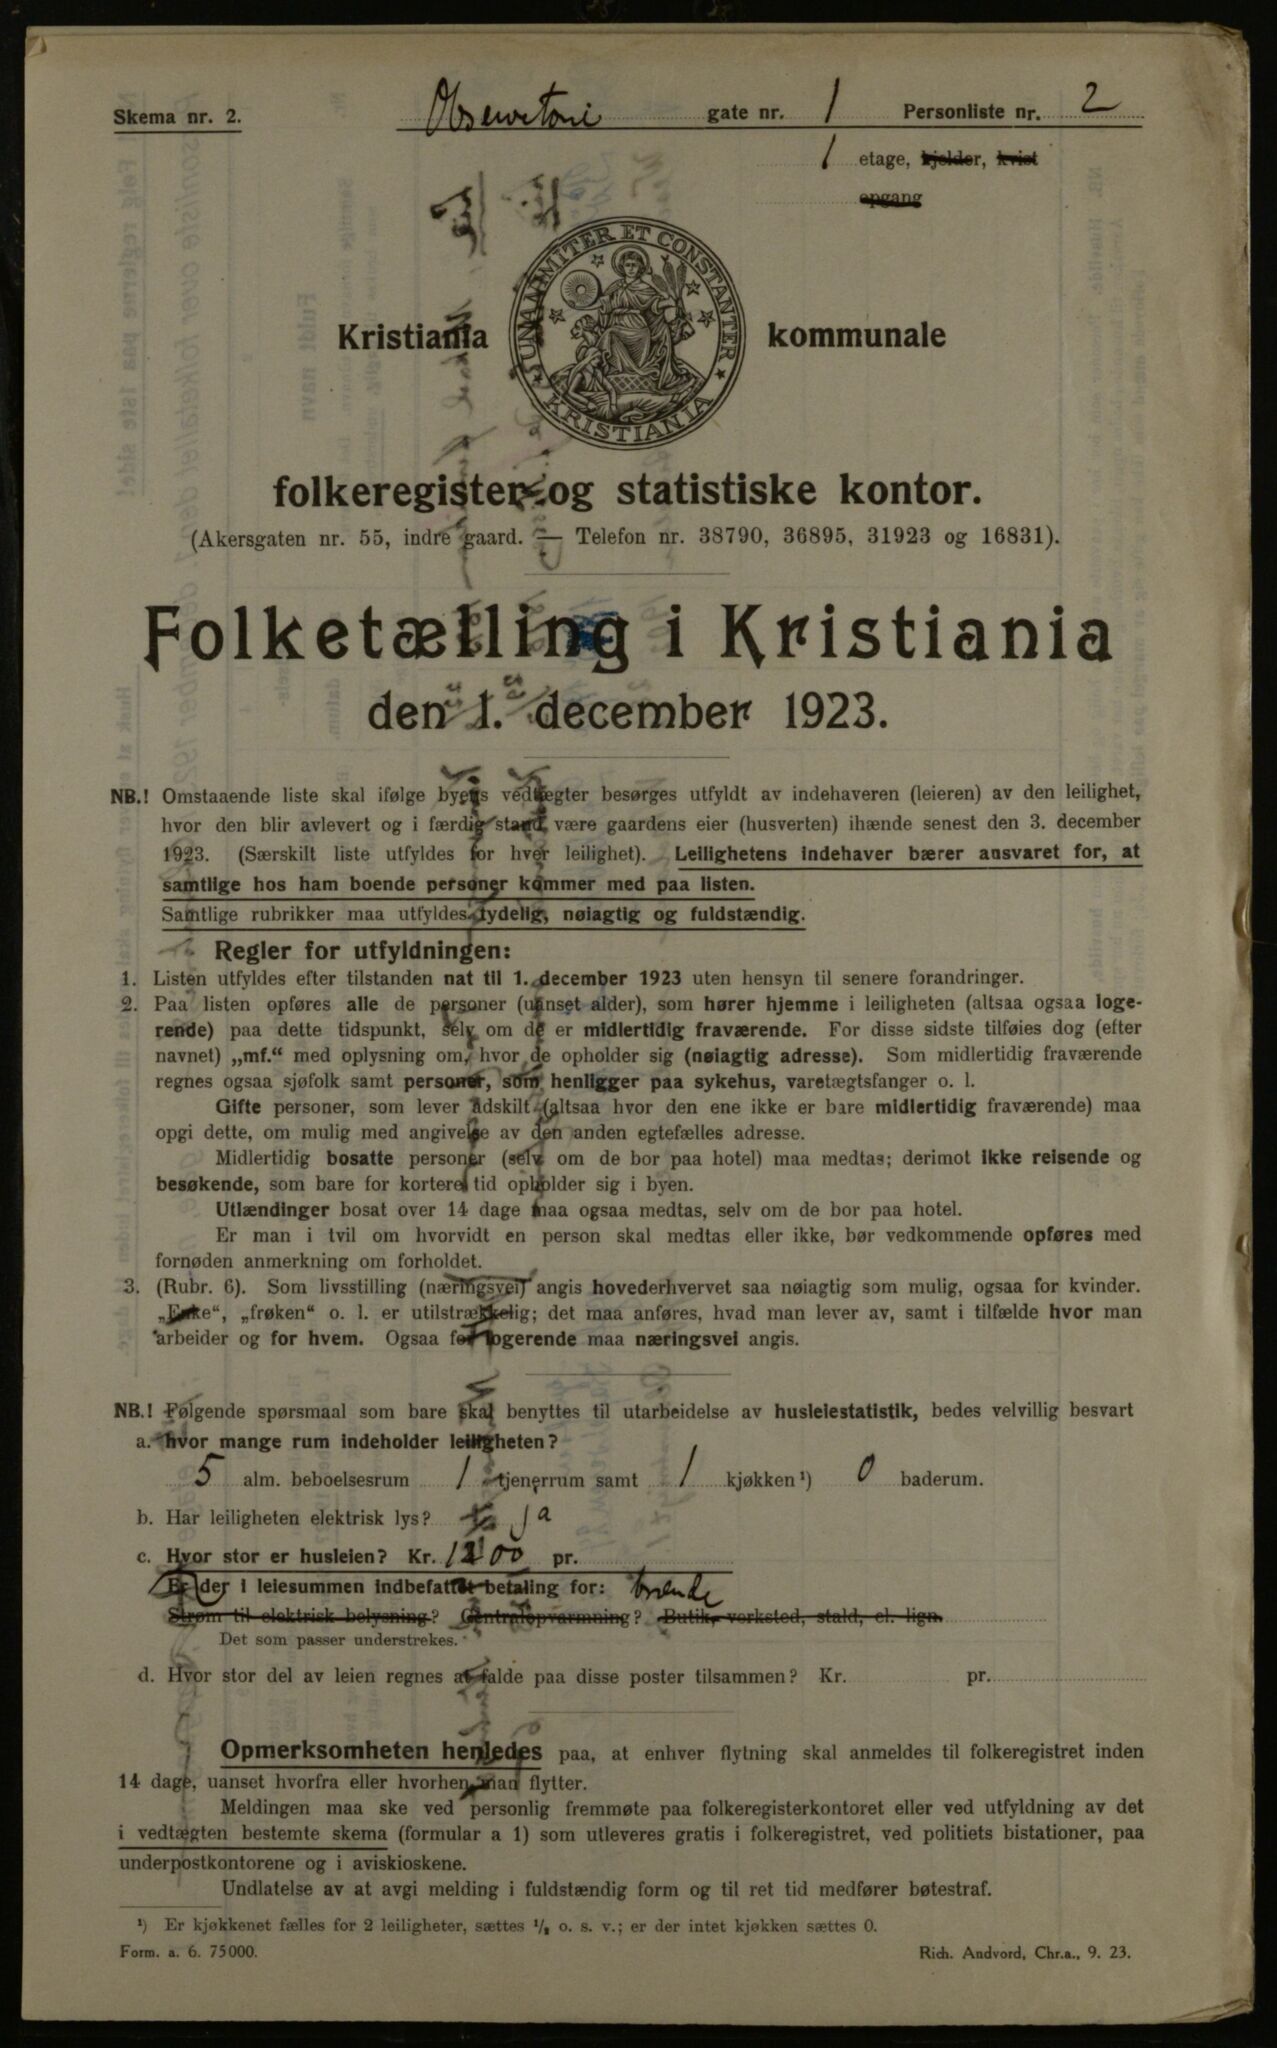 Skema nr. 2. Observatorie gate nr. 1 Personliste nr. 2
1 etage, kjelder, kvist
opgang
UNANIMITER ET CONSTANTER
KRISTIANIA
Kristiania kommunale
folkeregister og statistiske kontor.
(Akersgaten nr. 55, indre gaard. — Telefon nr. 38790, 36895, 31923 og 16831).
Folketælling i Kristiania
den 1. december 1923.
NB.! Omstaaende liste skal ifølge byens vedtægter besørges utfyldt av indehaveren (leieren) av den leilighet,
hvor den blir avlevert og i færdig stand være gaardens eier (husverten) ihænde senest den 3. december
1923. (Særskilt liste utfyldes for hver leilighet). Leilighetens indehaver bærer ansvaret for, at
samtlige hos ham boende personer kommer med paa listen.
Samtlige rubrikker maa utfyldes tydelig, nøiagtig og fuldstændig.
Regler for utfyldningen:
1. Listen utfyldes efter tilstanden nat til 1. december 1923 uten hensyn til senere forandringer.
2. Paa listen opføres alle de personer (uanset alder), som hører hjemme i leiligheten (altsaa ogsaa loge-
rende) paa dette tidspunkt, selv om de er midlertidig fraværende. For disse sidste tilføies dog (efter
navnet) „mf.“ med oplysning om, hvor de opholder sig (nøiagtig adresse). Som midlertidig fraværende
regnes ogsaa sjøfolk samt personer, som henligger paa sykehus, varetægtsfanger o. l.
Gifte personer, som lever adskilt (altsaa hvor den ene ikke er bare midlertidig fraværende) maa
opgi dette, om mulig med angivelse av den anden egtefælles adresse.
Midlertidig bosatte personer (selv om de bor paa hotel) maa medtas; derimot ikke reisende og
besøkende, som bare for kortere tid opholder sig i byen.
Utlændinger bosat over 14 dage maa ogsaa medtas, selv om de bor paa hotel.
Er man i tvil om hvorvidt en person skal medtas eller ikke, bør vedkommende opføres med
fornøden anmerkning om forholdet.
3. (Rubr. 6). Som livsstilling (næringsvei) angis hovederhvervet saa nøiagtig som mulig, ogsaa for kvinder.
„Enke“, „frøken“ o. l. er utilstrækkelig; det maa anføres, hvad man lever av, samt i tilfælde hvor man
arbeider og for hvem. Ogsaa for logerende maa næringsvei angis.
NB.! Følgende spørsmaal som bare skal benyttes til utarbeidelse av husleiestatistik, bedes velvillig besvart
a. hvor mange rum indeholder leiligheten?
5 alm. beboelsesrum 1 tjenerrum samt 1 kjøkken¹) 0 baderum.
b. Har leiligheten elektrisk lys? ja
c. Hvor stor er husleien? Kr. 1200 pr.
Er der i leiesummen indbefattet betaling for:
Strøm til elektrisk belysning? Centralopvarmning? Butik, verksted, stald, el. lign.
Det som passer understrekes.
d. Hvor stor del av leien regnes at falde paa disse poster tilsammen? Kr. pr.
Opmerksomheten henledes paa, at enhver flytning skal anmeldes til folkeregistret inden
14 dage, uanset hvorfra eller hvorhen man flytter.
Meldingen maa ske ved personlig fremmøte paa folkeregisterkontoret eller ved utfyldning av det
i vedtægten bestemte skema (formular a 1) som utleveres gratis i folkeregistret, ved politiets bistationer, paa
underpostkontorene og i aviskioskene.
Undlatelse av at avgi melding i fuldstændig form og til ret tid medfører bøtestraf.
¹) Er kjøkkenet fælles for 2 leiligheter, sættes ½ o. s. v.; er der intet kjøkken sættes 0.
Form. a. 6. 75000. Rich. Andvord, Chr.a., 9. 23.